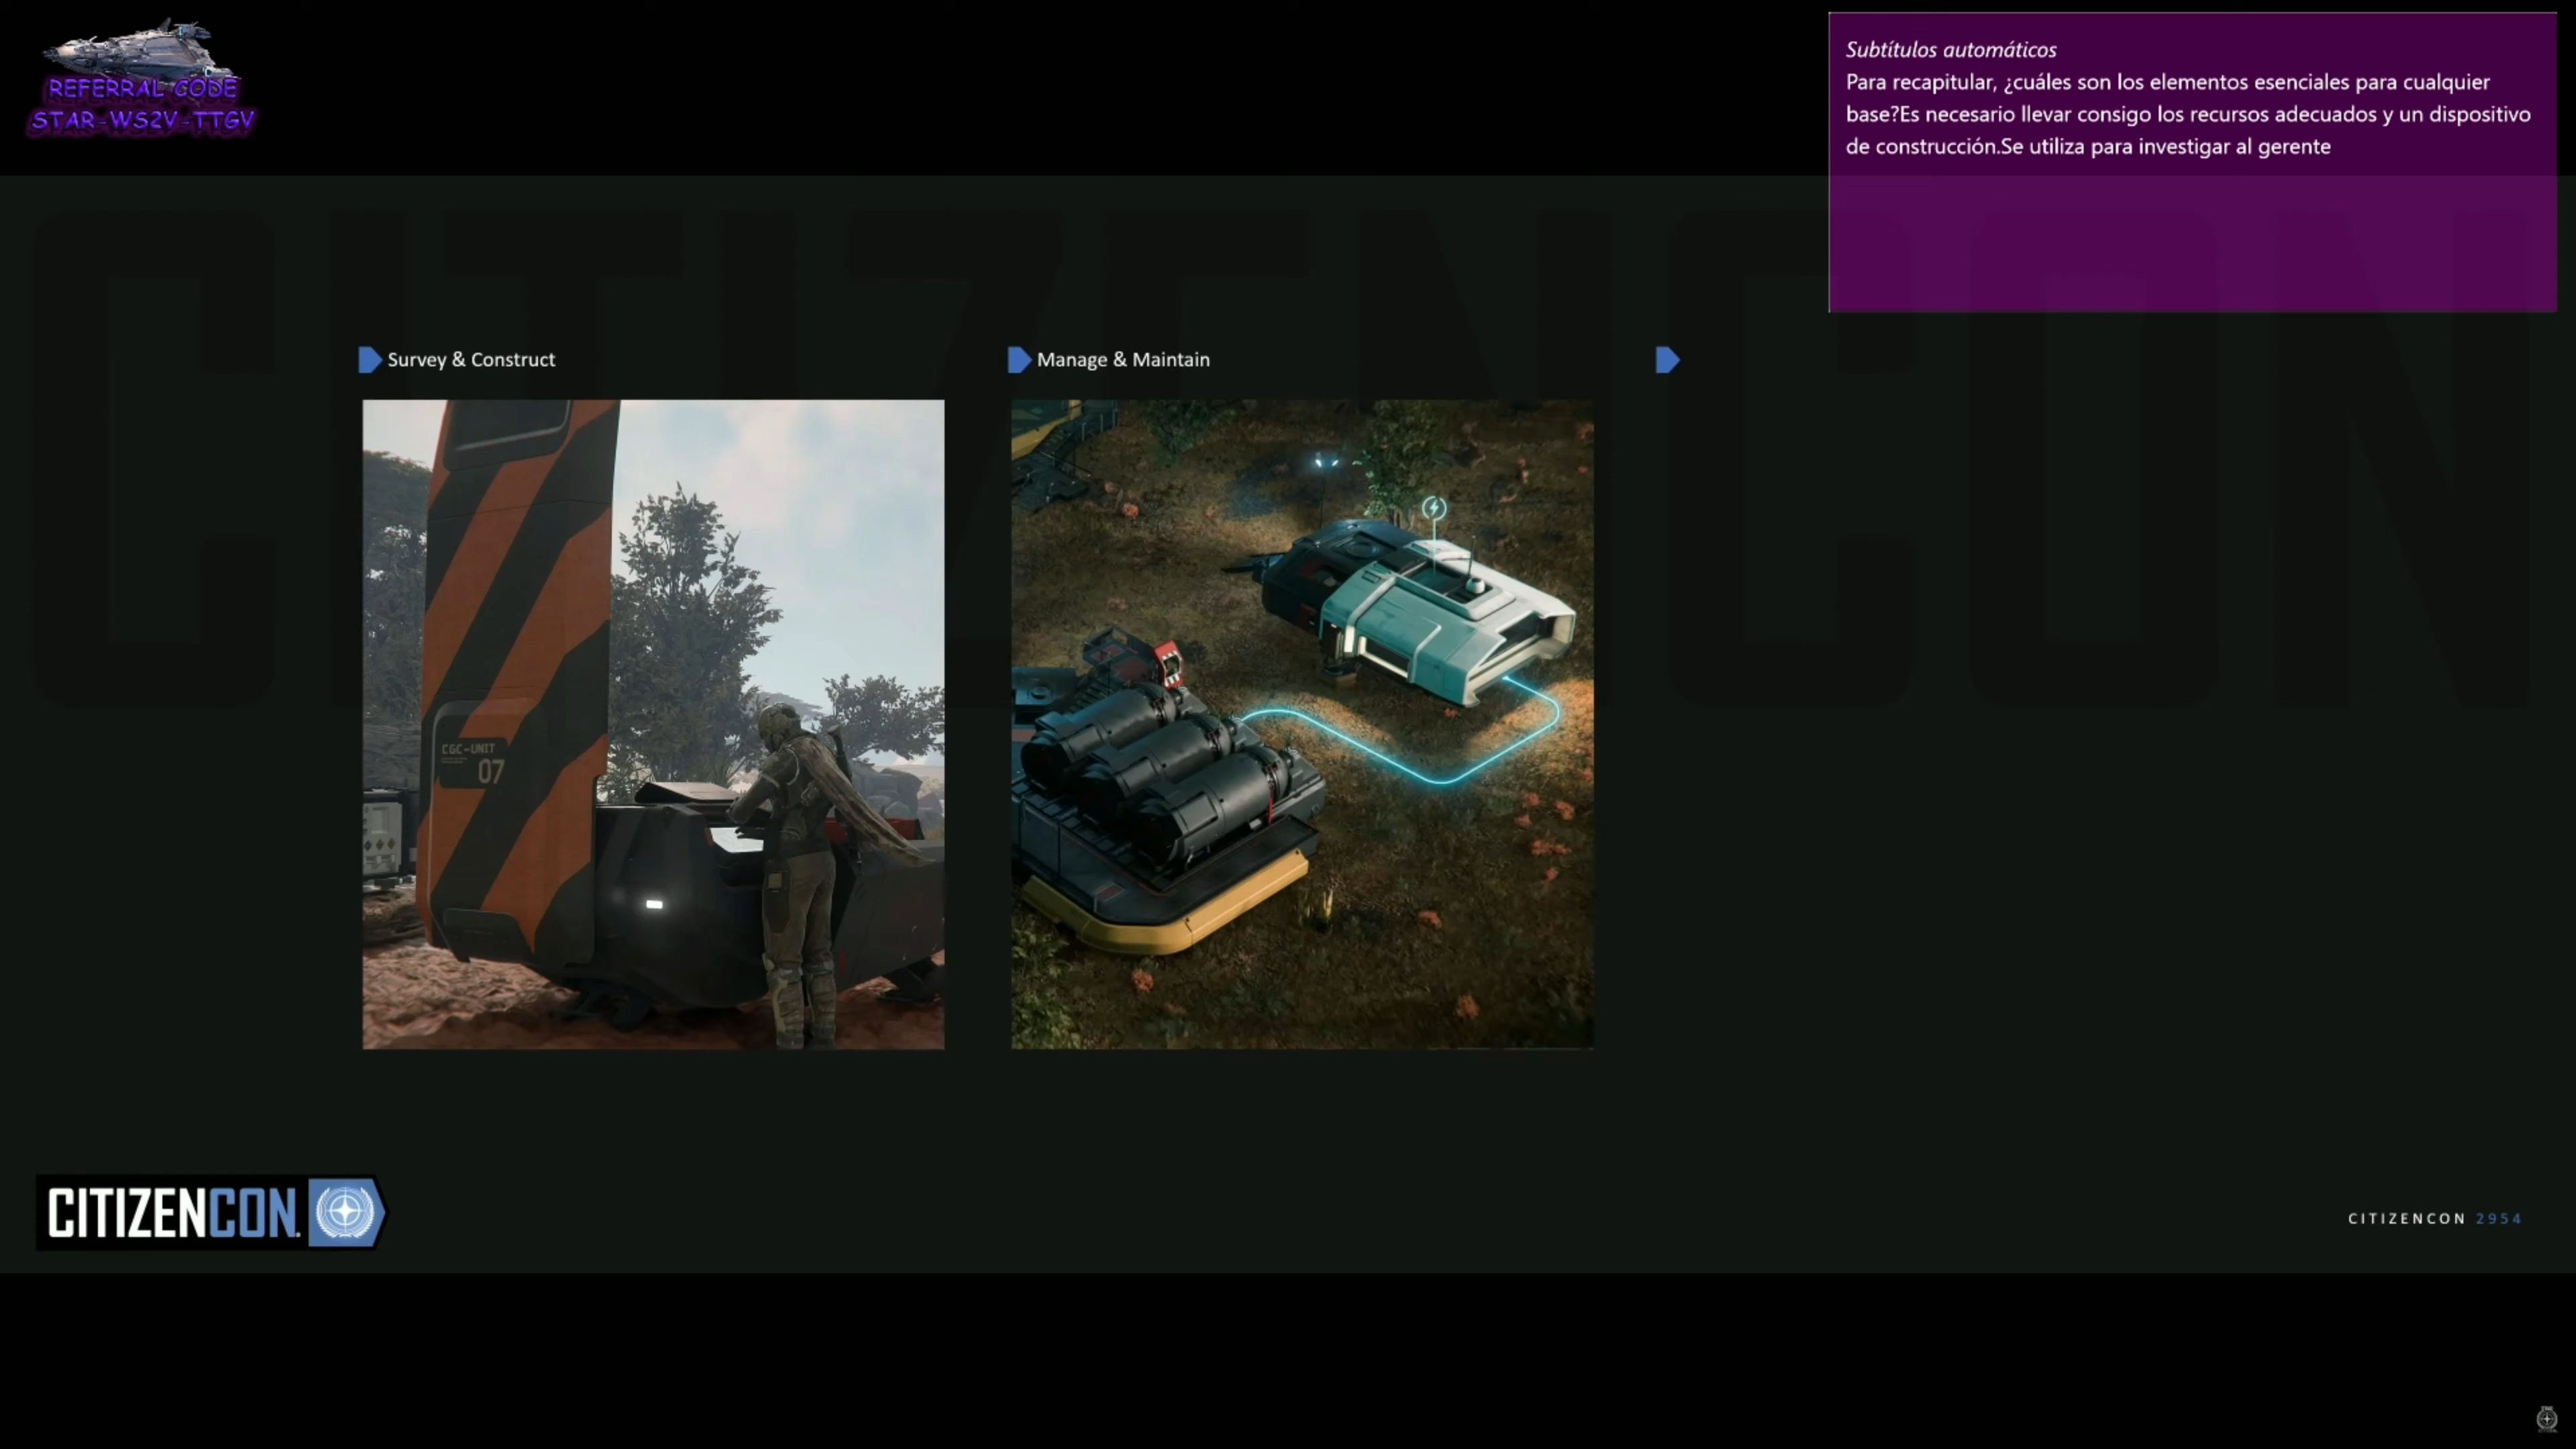 REFERRAL CODE
STAR-WS2V-TTGV
Subtítulos automáticos
Para recapitular, ¿cuáles son los elementos esenciales para cualquier
base?Es necesario llevar consigo los recursos adecuados y un dispositivo
de construcción.Se utiliza para investigar al gerente
CITIZENCON
Survey & Construct
Manage & Maintain
CGC-UNIT
07
CITIZENCON.
CITIZENCON 2954